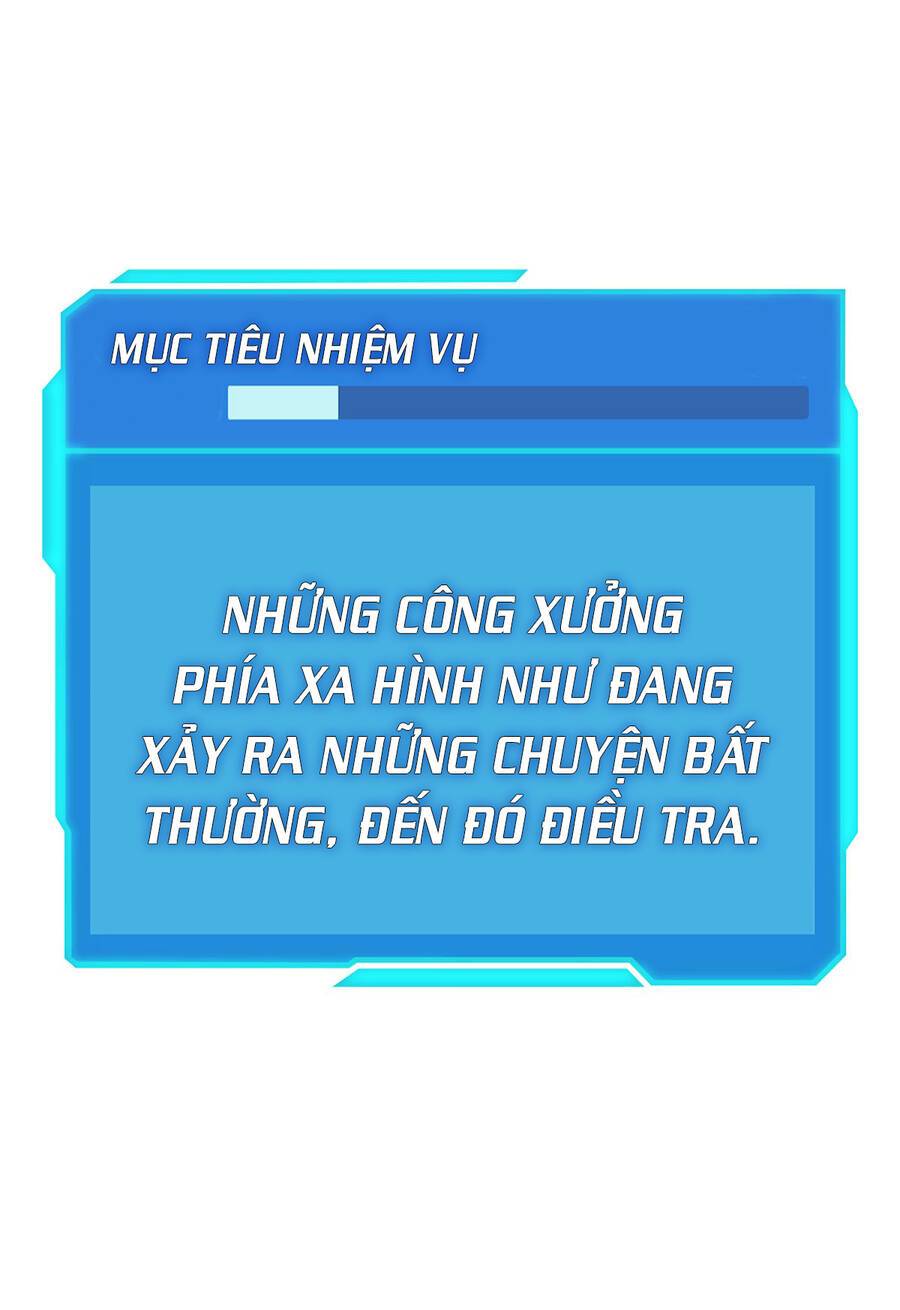 MỤC TIÊU NHIỆM VỤ
NHỮNG CÔNG XƯỞNG
PHÍA XA HÌNH NHƯ ĐANG
XẢY RA NHỮNG CHUYỆN BẤT
THƯỜNG, ĐẾN ĐÓ ĐIỀU TRA.